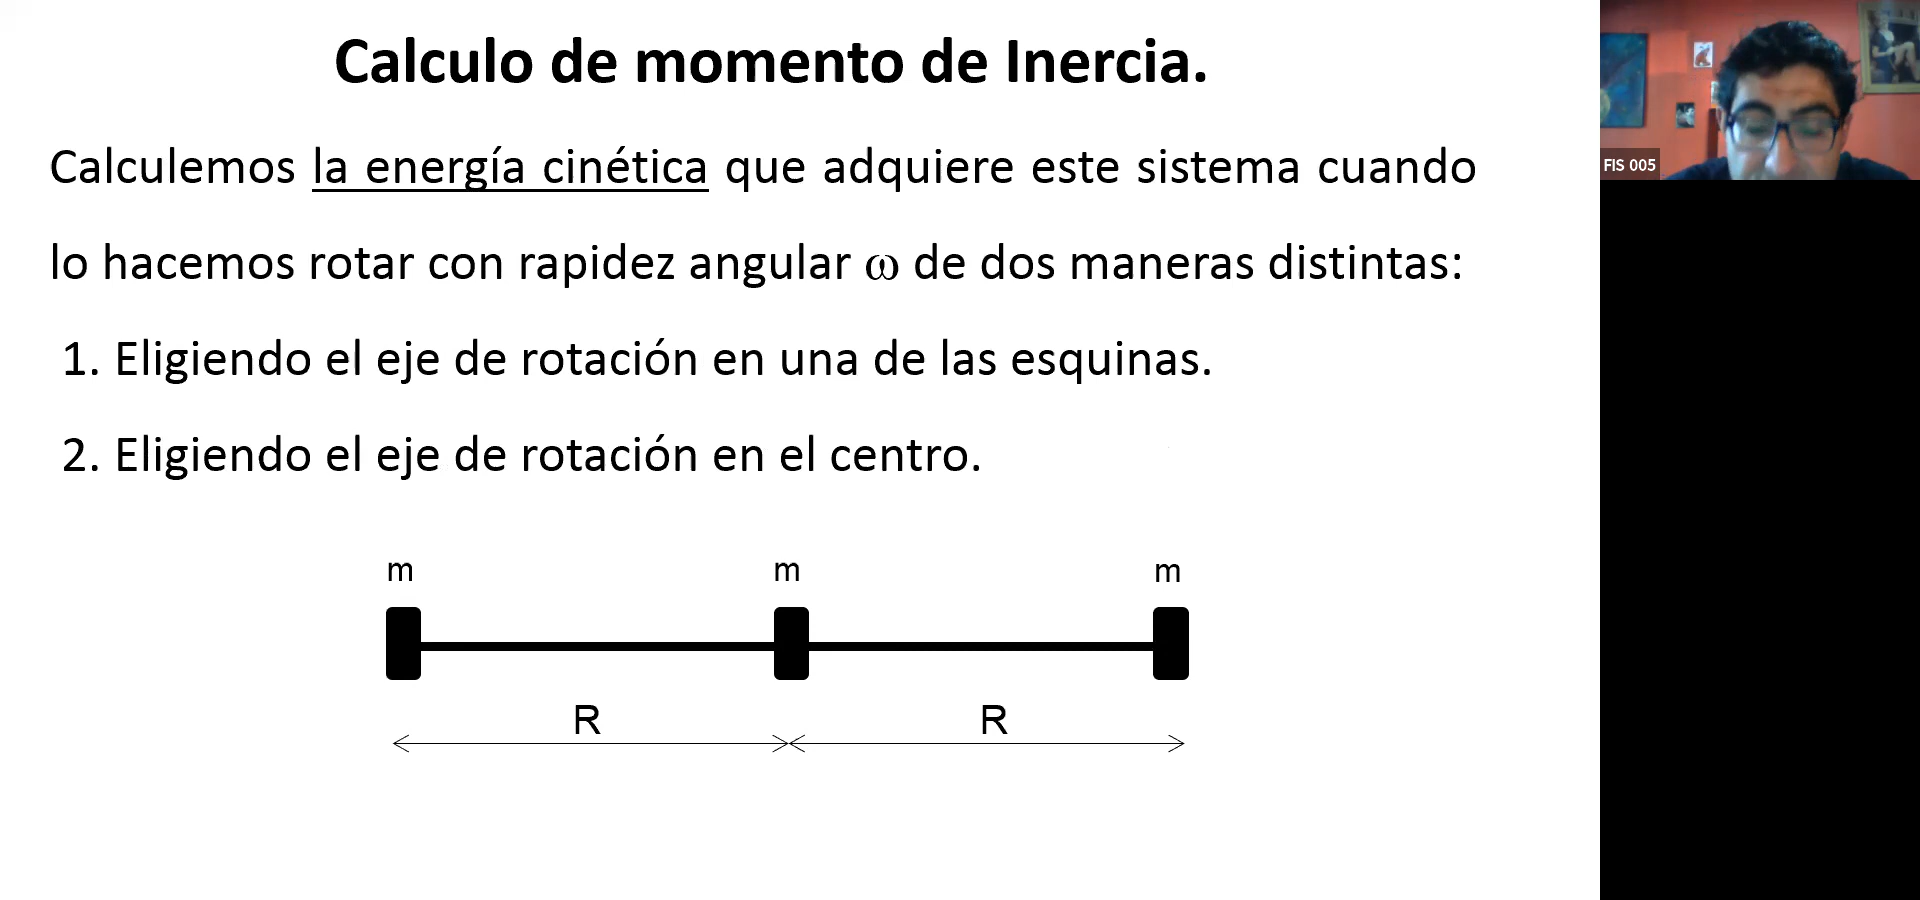 Calculo de momento de Inercia.
Calculemos la energía cinética que adquiere este sistema cuando
lo hacemos rotar con rapidez angular ω de dos maneras distintas:
1. Eligiendo el eje de rotación en una de las esquinas.
2. Eligiendo el eje de rotación en el centro.
m m m
R R
FIS 005